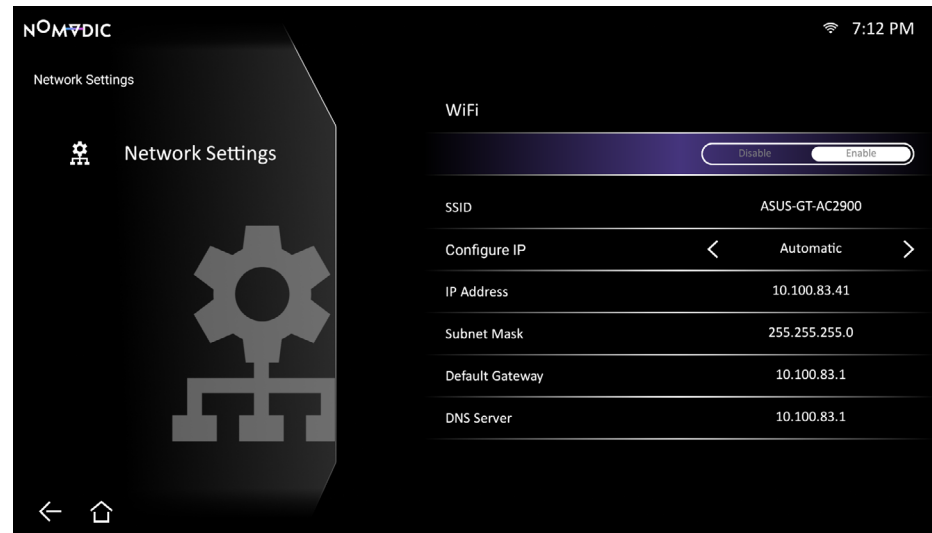 NOMADIC
7:12 PM
Network Settings
Network Settings
WiFi
Disable Enable
SSID ASUS-GT-AC2900
Configure IP < Automatic >
IP Address 10.100.83.41
Subnet Mask 255.255.255.0
Default Gateway 10.100.83.1
DNS Server 10.100.83.1